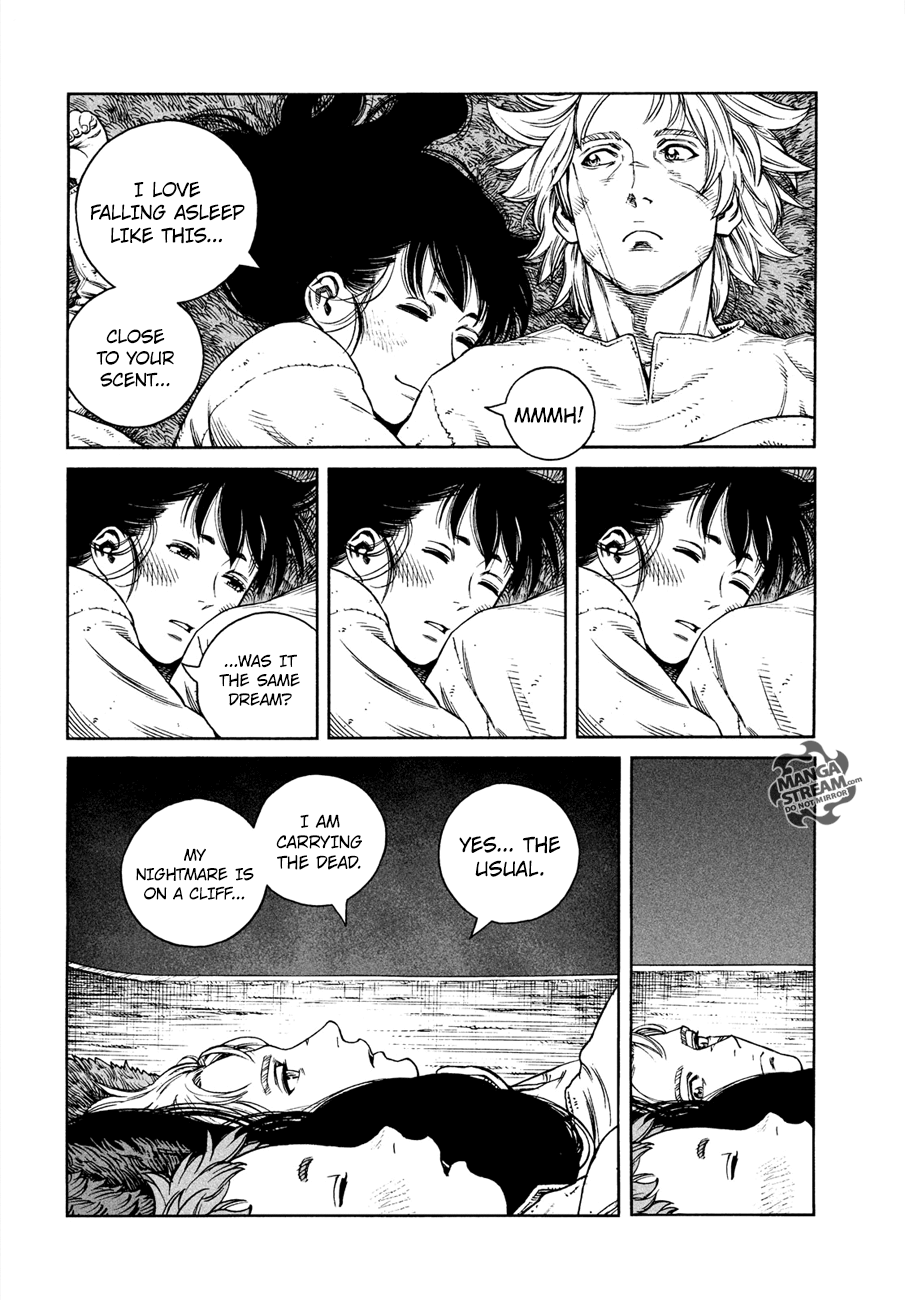 MMMH!
I LOVE
FALLING ASLEEP
LIKE THIS...
CLOSE
TO YOUR
SCENT...
...WAS IT
THE SAME
DREAM?
MANGA
STREAM.com
DO NOT MIRROR
YES... THE
USUAL.
I AM
CARRYING
THE DEAD.
MY
NIGHTMARE IS
ON A CLIFF...